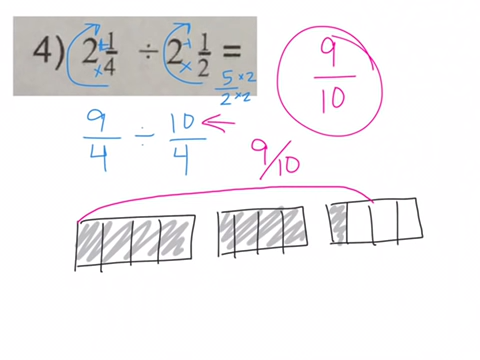 4) 2 1/4 ÷ 2 1/2 =
5 ×2 / 2 ×2
9/10
9/4 ÷ 10/4
9/10